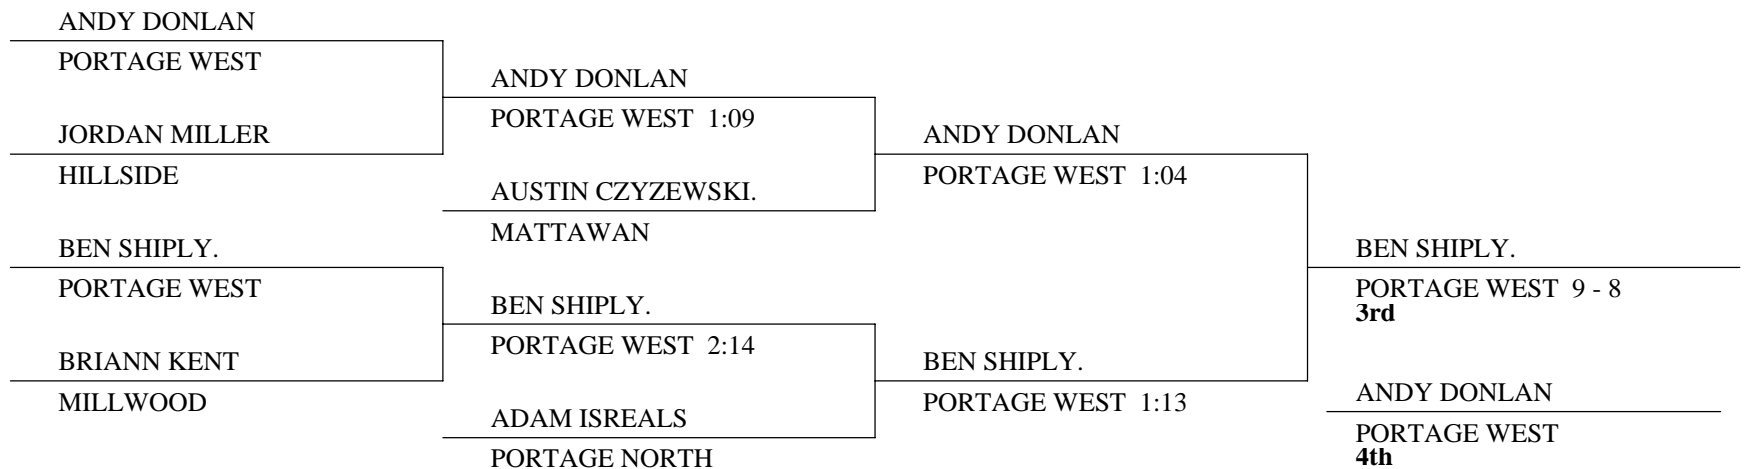 ANDY DONLAN
PORTAGE WEST
JORDAN MILLER
HILLSIDE
BEN SHIPLY.
PORTAGE WEST
BRIANN KENT
MILLWOOD
ANDY DONLAN
PORTAGE WEST 1:09
AUSTIN CZYZEWSKI.
MATTAWAN
BEN SHIPLY.
PORTAGE WEST 2:14
ADAM ISREALS
PORTAGE NORTH
ANDY DONLAN
PORTAGE WEST 1:04
BEN SHIPLY.
PORTAGE WEST 1:13
BEN SHIPLY.
PORTAGE WEST 9 - 8
3rd
ANDY DONLAN
PORTAGE WEST
4th